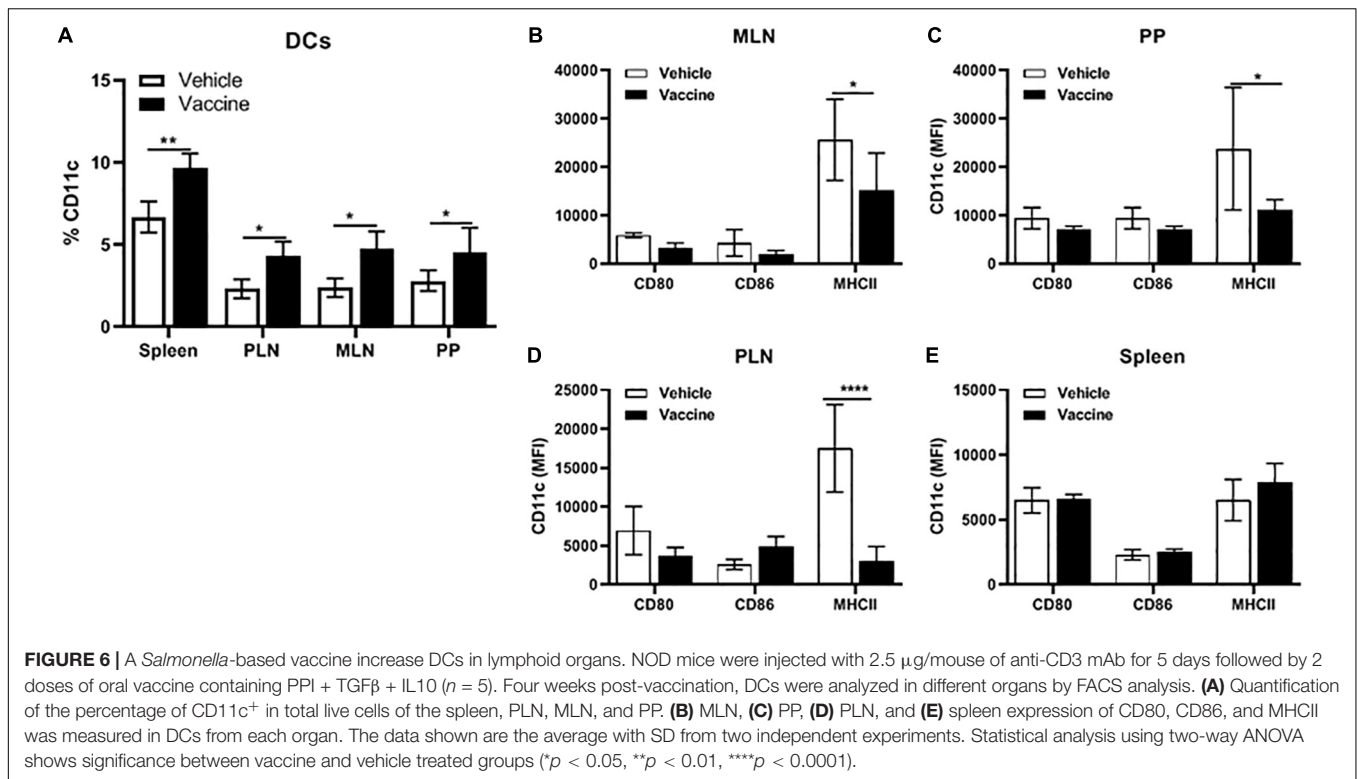 A
DCs
Vehicle
Vaccine
% CD11c
15
10
5
0
**
*
*
*
Spleen PLN MLN PP
B
MLN
Vehicle
Vaccine
40000
30000
20000
10000
0
*
CD80 CD86 MHCII
C
PP
Vehicle
Vaccine
CD11c (MFI)
40000
30000
20000
10000
0
*
CD80 CD86 MHCII
D
PLN
Vehicle
Vaccine
CD11c (MFI)
25000
20000
15000
10000
5000
0
****
CD80 CD86 MHCII
E
Spleen
Vehicle
Vaccine
CD11c (MFI)
15000
10000
5000
0
CD80 CD86 MHCII
FIGURE 6 | A Salmonella-based vaccine increase DCs in lymphoid organs. NOD mice were injected with 2.5 μg/mouse of anti-CD3 mAb for 5 days followed by 2
doses of oral vaccine containing PPI + TGFβ + IL10 (n = 5). Four weeks post-vaccination, DCs were analyzed in different organs by FACS analysis. (A) Quantification
of the percentage of CD11c⁺ in total live cells of the spleen, PLN, MLN, and PP. (B) MLN, (C) PP, (D) PLN, and (E) spleen expression of CD80, CD86, and MHCII
was measured in DCs from each organ. The data shown are the average with SD from two independent experiments. Statistical analysis using two-way ANOVA
shows significance between vaccine and vehicle treated groups (*p < 0.05, **p < 0.01, ****p < 0.0001).